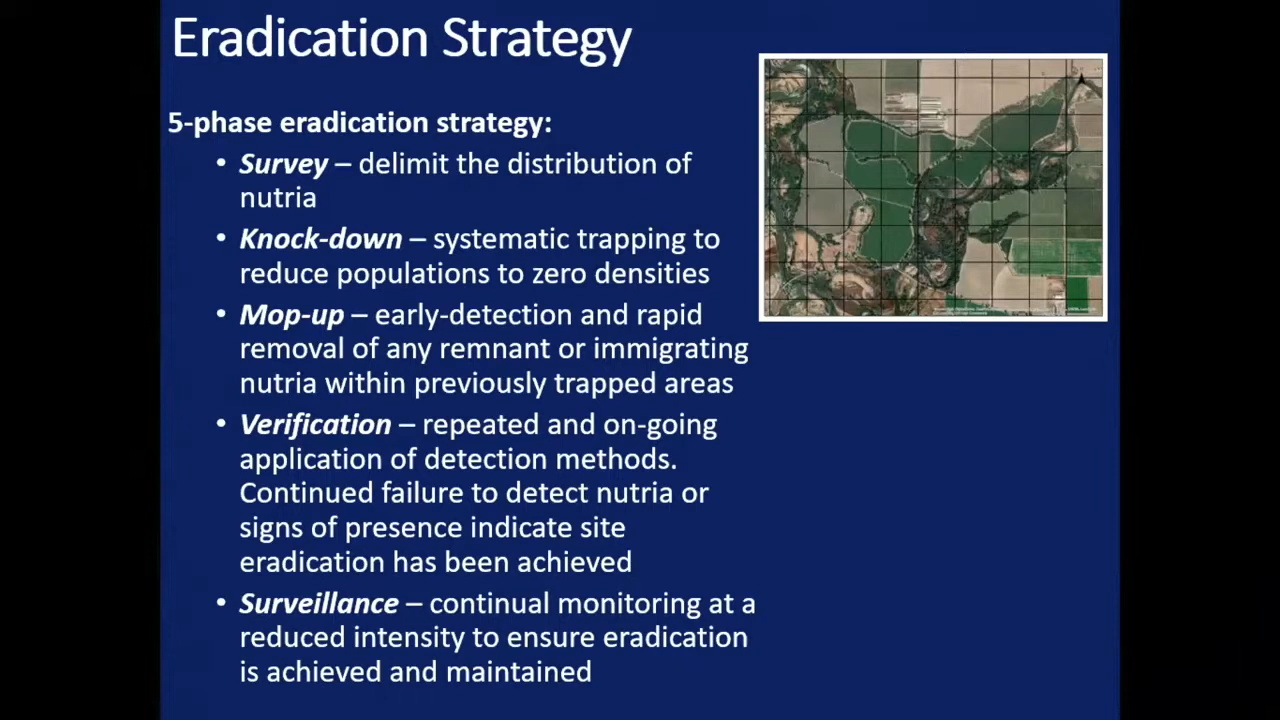 Eradication Strategy
5-phase eradication strategy:
• Survey – delimit the distribution of
nutria
• Knock-down – systematic trapping to
reduce populations to zero densities
• Mop-up – early-detection and rapid
removal of any remnant or immigrating
nutria within previously trapped areas
• Verification – repeated and on-going
application of detection methods.
Continued failure to detect nutria or
signs of presence indicate site
eradication has been achieved
• Surveillance – continual monitoring at a
reduced intensity to ensure eradication
is achieved and maintained